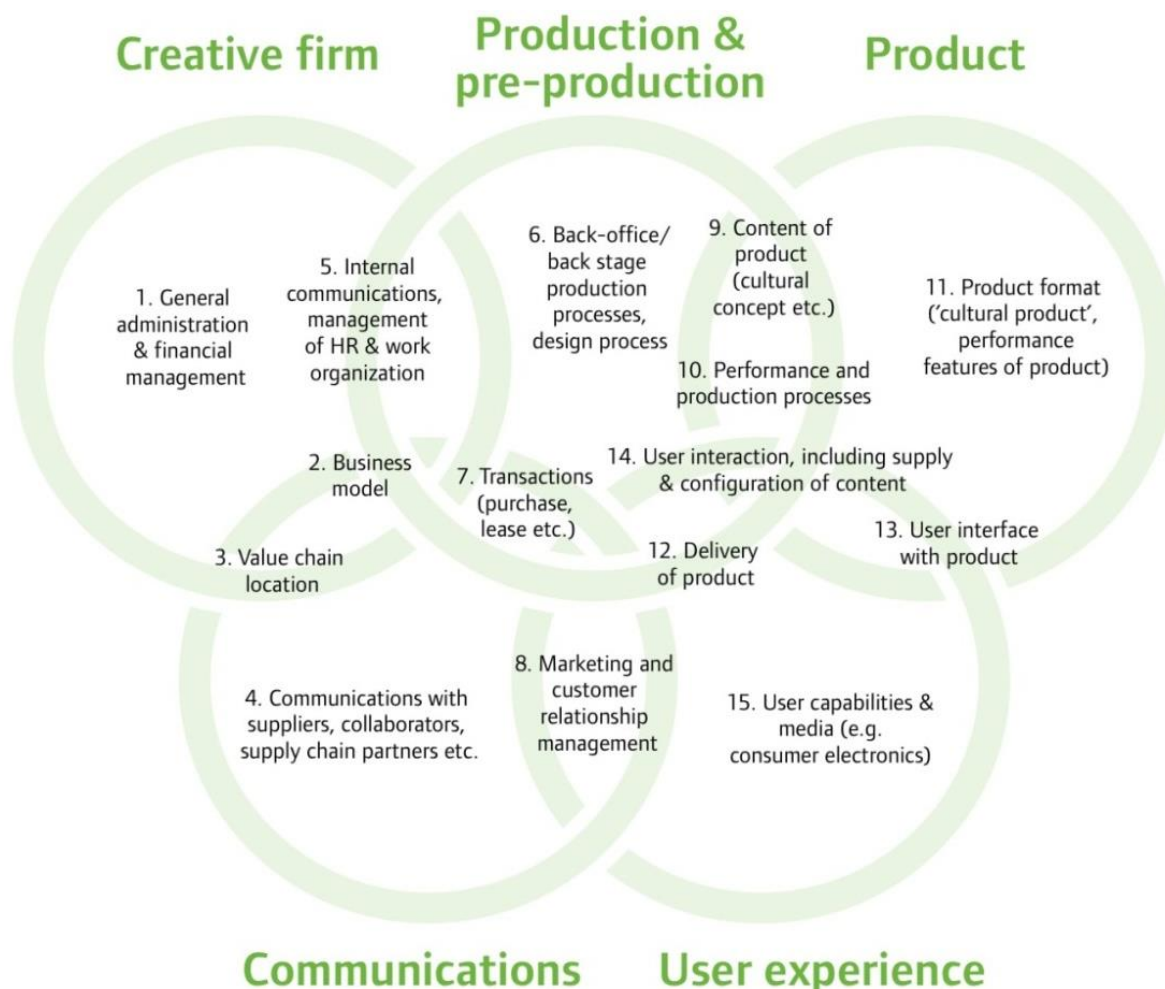 Creative firm
Production &
pre-production
Product
1. General
administration
& financial
management
5. Internal
communications,
management
of HR & work
organization
6. Back-office/
back stage
production
processes,
design process
9. Content of
product
(cultural
concept etc.)
10. Performance and
production processes
11. Product format
(‘cultural product’,
performance
features of product)
2. Business
model
7. Transactions
(purchase,
lease etc.)
14. User interaction, including supply
& configuration of content
3. Value chain
location
12. Delivery
of product
13. User interface
with product
4. Communications with
suppliers, collaborators,
supply chain partners etc.
8. Marketing and
customer
relationship
management
15. User capabilities &
media (e.g.
consumer electronics)
Communications
User experience